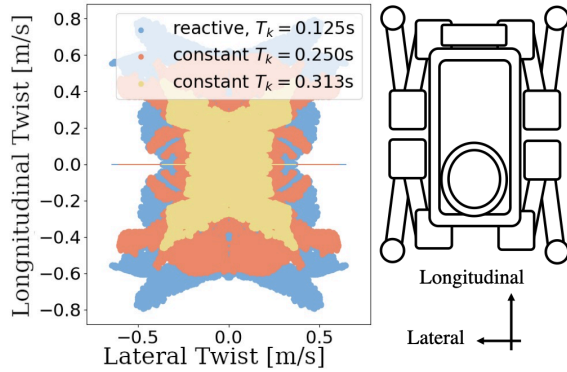 reactive, T_k = 0.125s
constant T_k = 0.250s
constant T_k = 0.313s
Longnitudinal Twist [m/s]
0.8
0.6
0.4
0.2
0.0
−0.2
−0.4
−0.6
−0.8
−0.5
0.0
0.5
Lateral Twist [m/s]
Longitudinal
Lateral